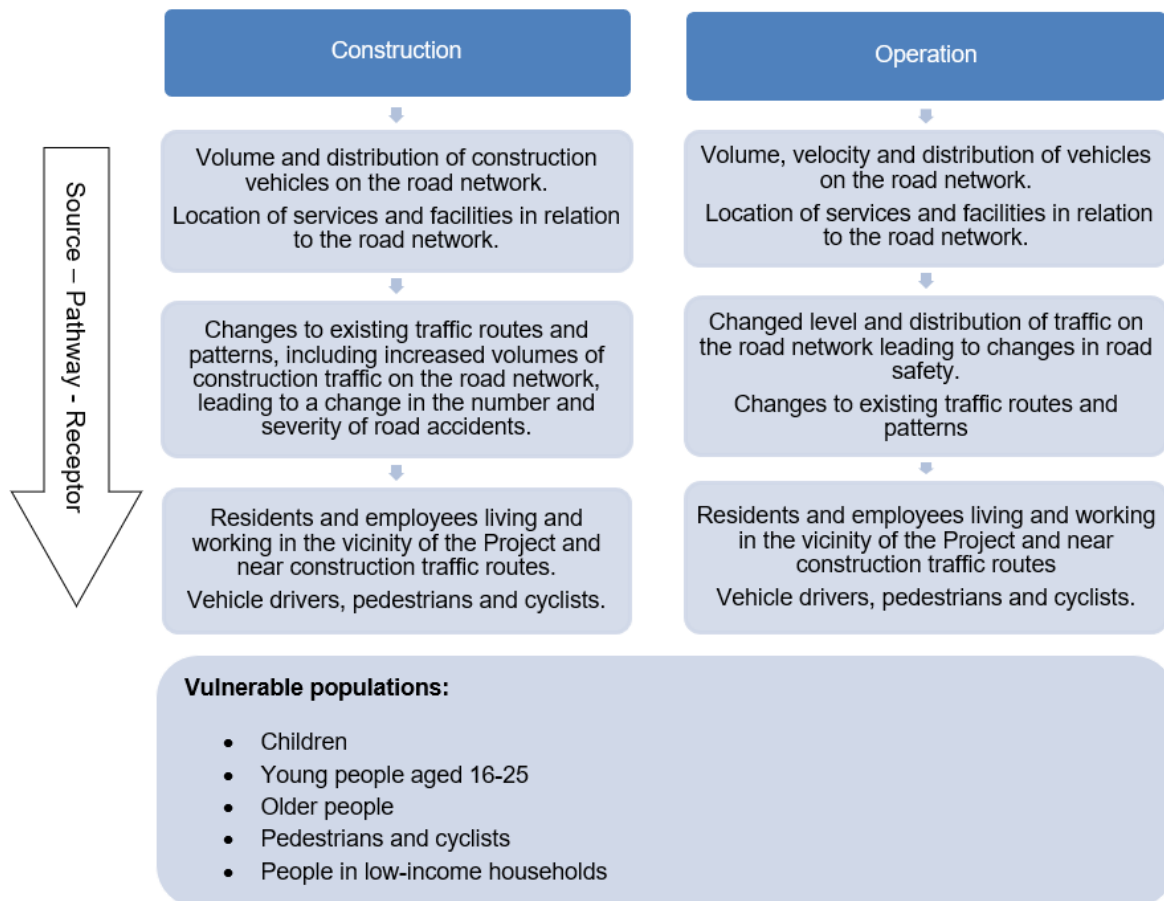 Construction
Operation
Source – Pathway - Receptor
Volume and distribution of construction
vehicles on the road network.
Location of services and facilities in relation
to the road network.
Volume, velocity and distribution of vehicles
on the road network.
Location of services and facilities in relation
to the road network.
Changes to existing traffic routes and
patterns, including increased volumes of
construction traffic on the road network,
leading to a change in the number and
severity of road accidents.
Changed level and distribution of traffic on
the road network leading to changes in road
safety.
Changes to existing traffic routes and
patterns
Residents and employees living and
working in the vicinity of the Project and
near construction traffic routes.
Vehicle drivers, pedestrians and cyclists.
Residents and employees living and working
in the vicinity of the Project and near
construction traffic routes
Vehicle drivers, pedestrians and cyclists.
Vulnerable populations:
• Children
• Young people aged 16-25
• Older people
• Pedestrians and cyclists
• People in low-income households